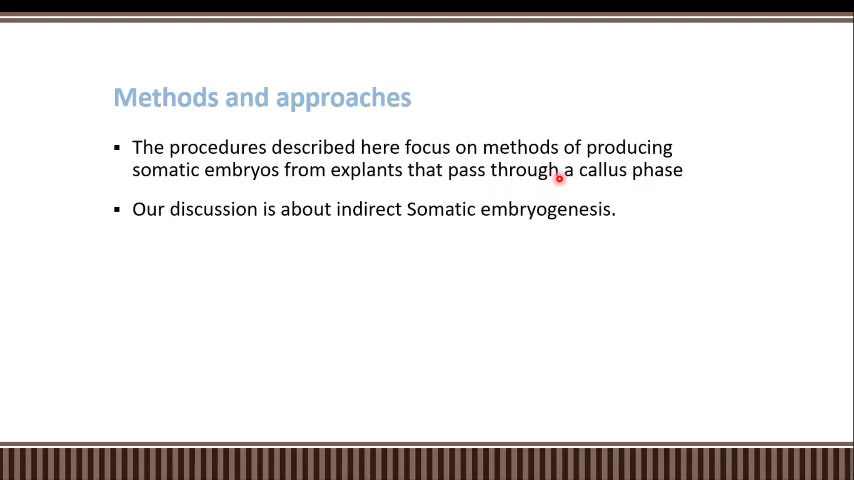 Methods and approaches
▪ The procedures described here focus on methods of producing
somatic embryos from explants that pass through a callus phase
▪ Our discussion is about indirect Somatic embryogenesis.